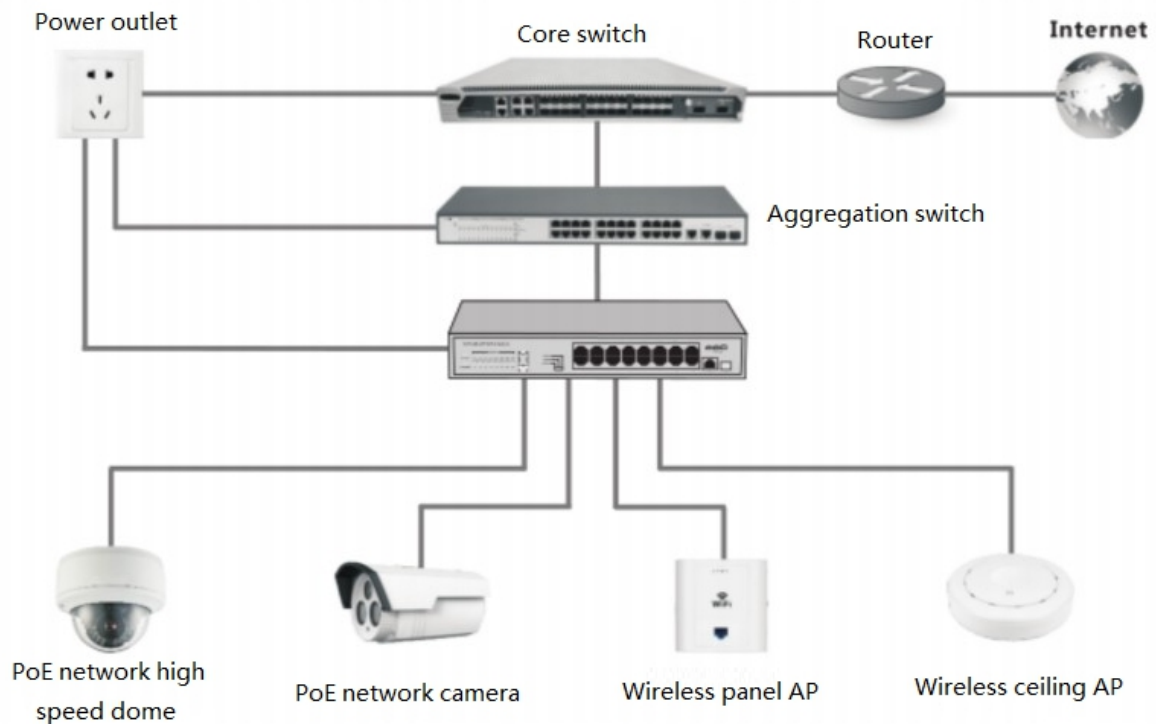 Power outlet
Core switch
Router
Internet
Aggregation switch
WiFi
PoE network high
speed dome
PoE network camera
Wireless panel AP
Wireless ceiling AP